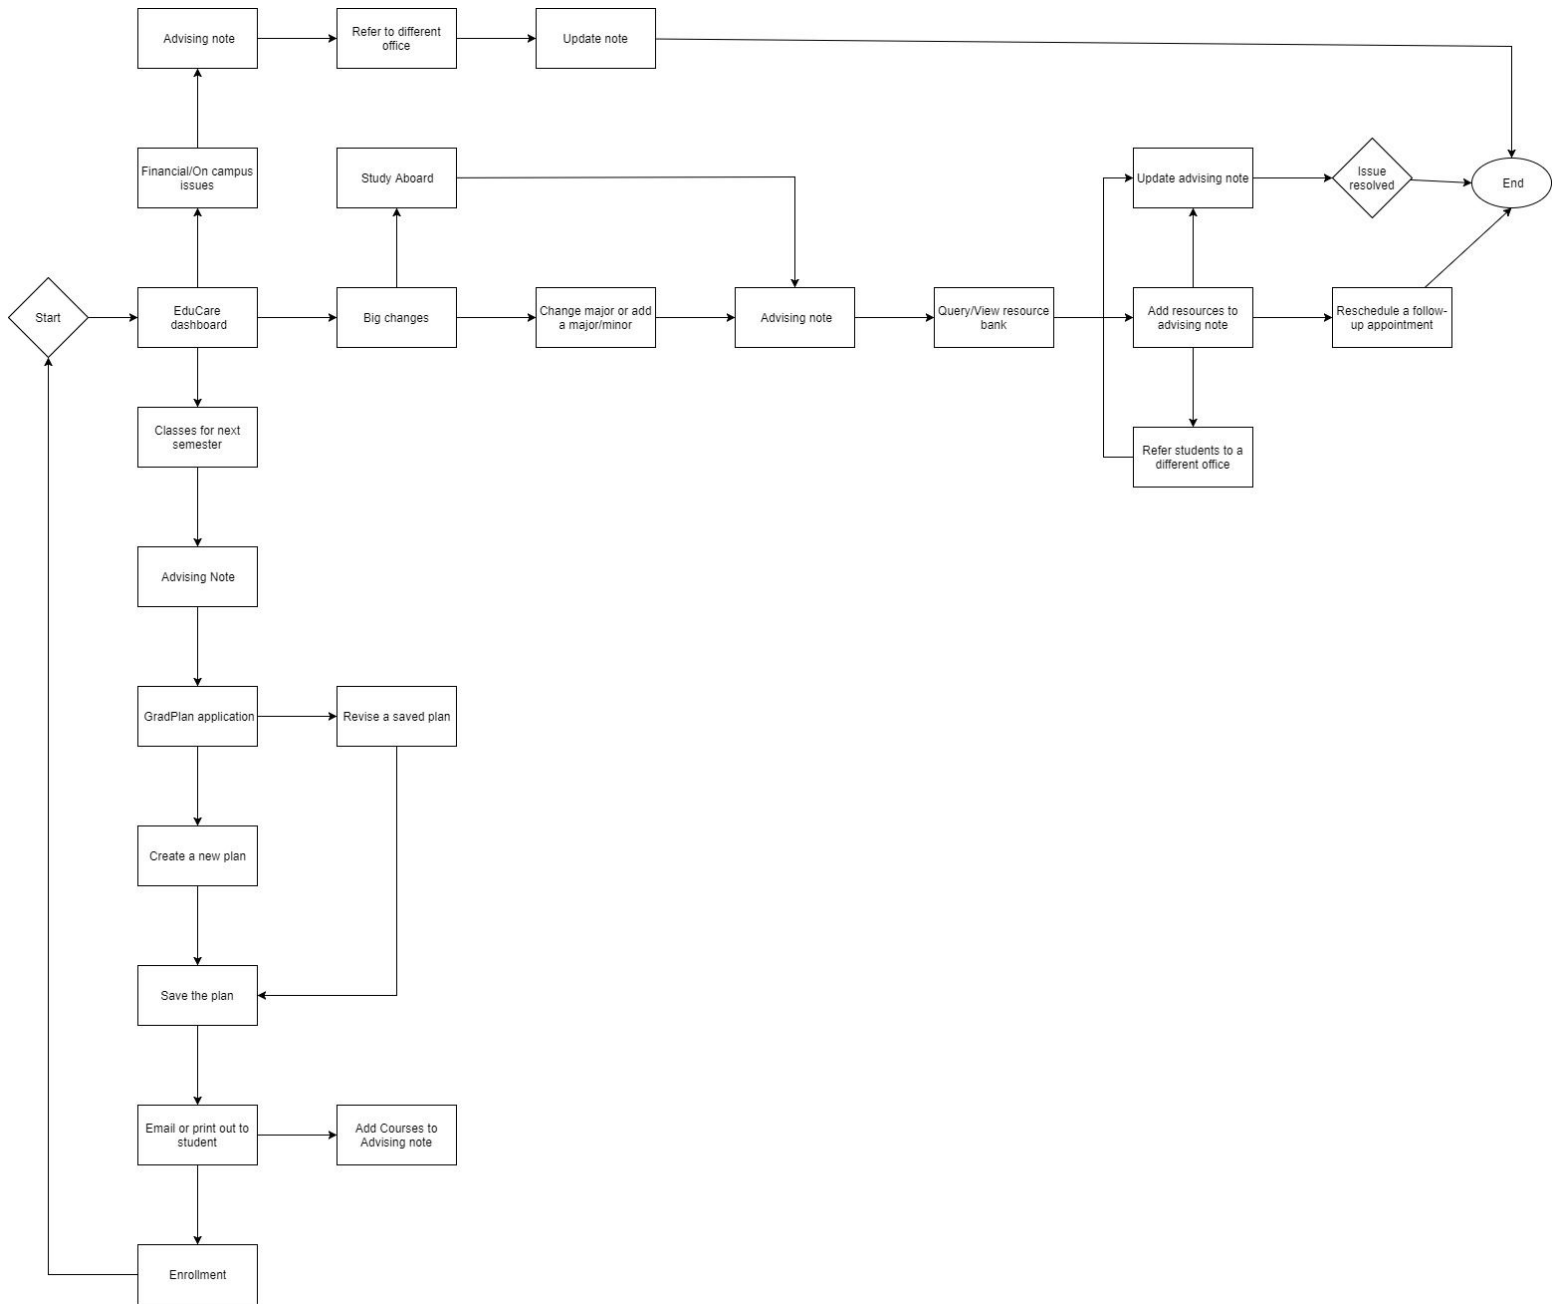 Advising note
Refer to different
office
Update note
Financial/On campus
issues
Study Aboard
Update advising note
Issue
resolved
End
Start
EduCare
dashboard
Big changes
Change major or add
a major/minor
Advising note
Query/View resource
bank
Add resources to
advising note
Reschedule a follow-
up appointment
Classes for next
semester
Refer students to a
different office
Advising Note
GradPlan application
Revise a saved plan
Create a new plan
Save the plan
Email or print out to
student
Add Courses to
Advising note
Enrollment